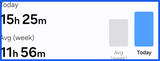 Today
15h 25m
Avg (week)
11h 56m
Avg
(week)
Today